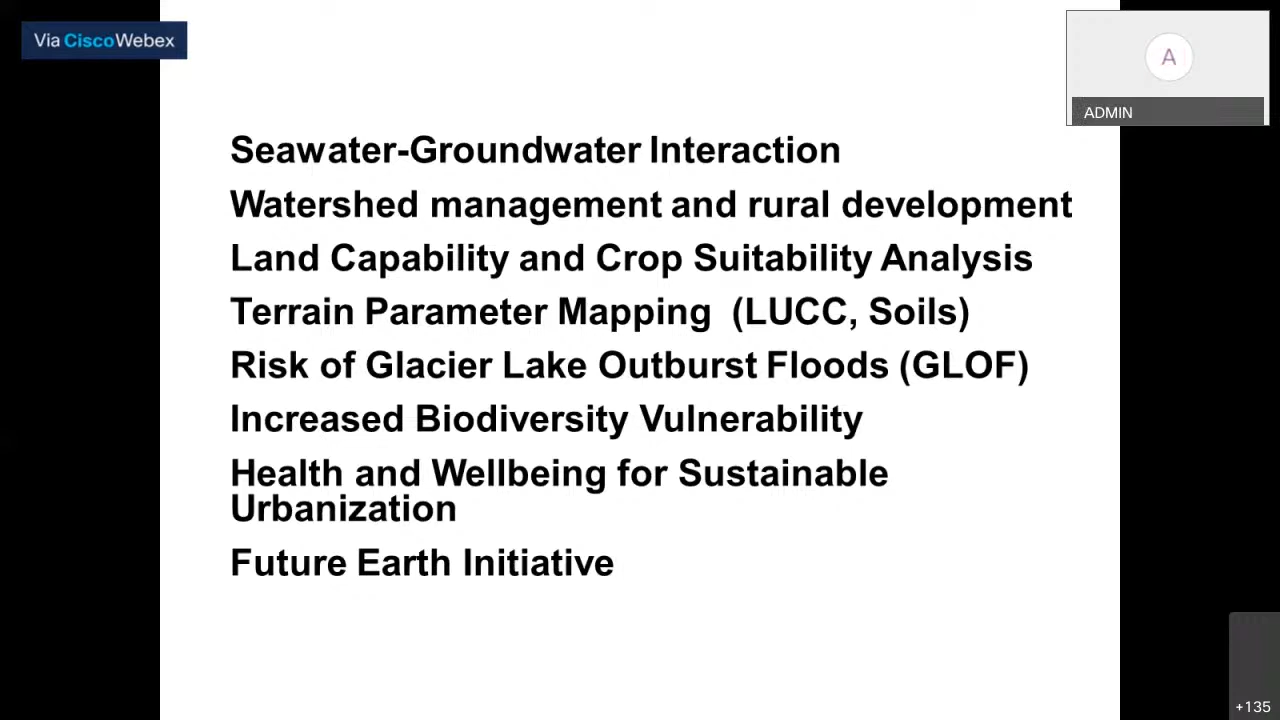 Via CiscoWebex
A
ADMIN
Seawater-Groundwater Interaction
Watershed management and rural development
Land Capability and Crop Suitability Analysis
Terrain Parameter Mapping (LUCC, Soils)
Risk of Glacier Lake Outburst Floods (GLOF)
Increased Biodiversity Vulnerability
Health and Wellbeing for Sustainable
Urbanization
Future Earth Initiative
+135